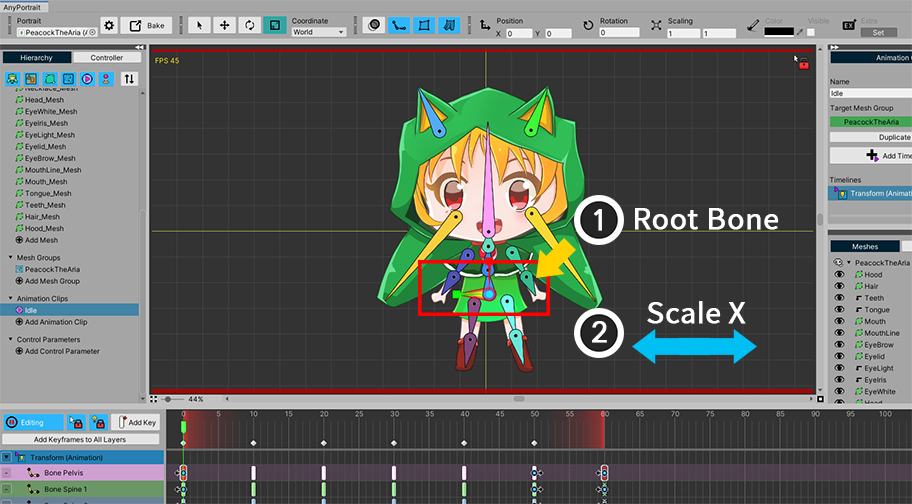 AnyPortrait
Portrait
PeacockTheAria (A
Bake
Coordinate
World
Position
X 0 Y 0
Rotation
0
Scaling
1 1
Color
Visible
EX
Extra
Set
Hierarchy
Controller
Necklace_Mesh
Head_Mesh
EyeWhite_Mesh
EyeIris_Mesh
EyeLight_Mesh
Eyelid_Mesh
EyeBrow_Mesh
MouthLine_Mesh
Mouth_Mesh
Tongue_Mesh
Teeth_Mesh
Hair_Mesh
Hood_Mesh
Add Mesh
Mesh Groups
PeacockTheAria
Add Mesh Group
Animation Clips
Idle
Add Animation Clip
Control Parameters
Add Control Parameter
FPS 45
1 Root Bone
2 Scale X
44%
Animation
Name
Idle
Target Mesh Group
PeacockTheAria
Duplicate
Add Time
Timelines
Transform (Animati
Meshes
PeacockTheAria
Hood
Hair
Teeth
Tongue
Mouth
MouthLine
EyeBrow
Eyelid
EyeLight
EyeIris
EyeWhite
Head
Editing
Add Key
Add Keyframes to All Layers
0 5 10 15 20 25 30 35 40 45 50 55 60 65 70 75 80 85 90 95 100
Transform (Animation)
Bone Pelvis
Bone Spine 1